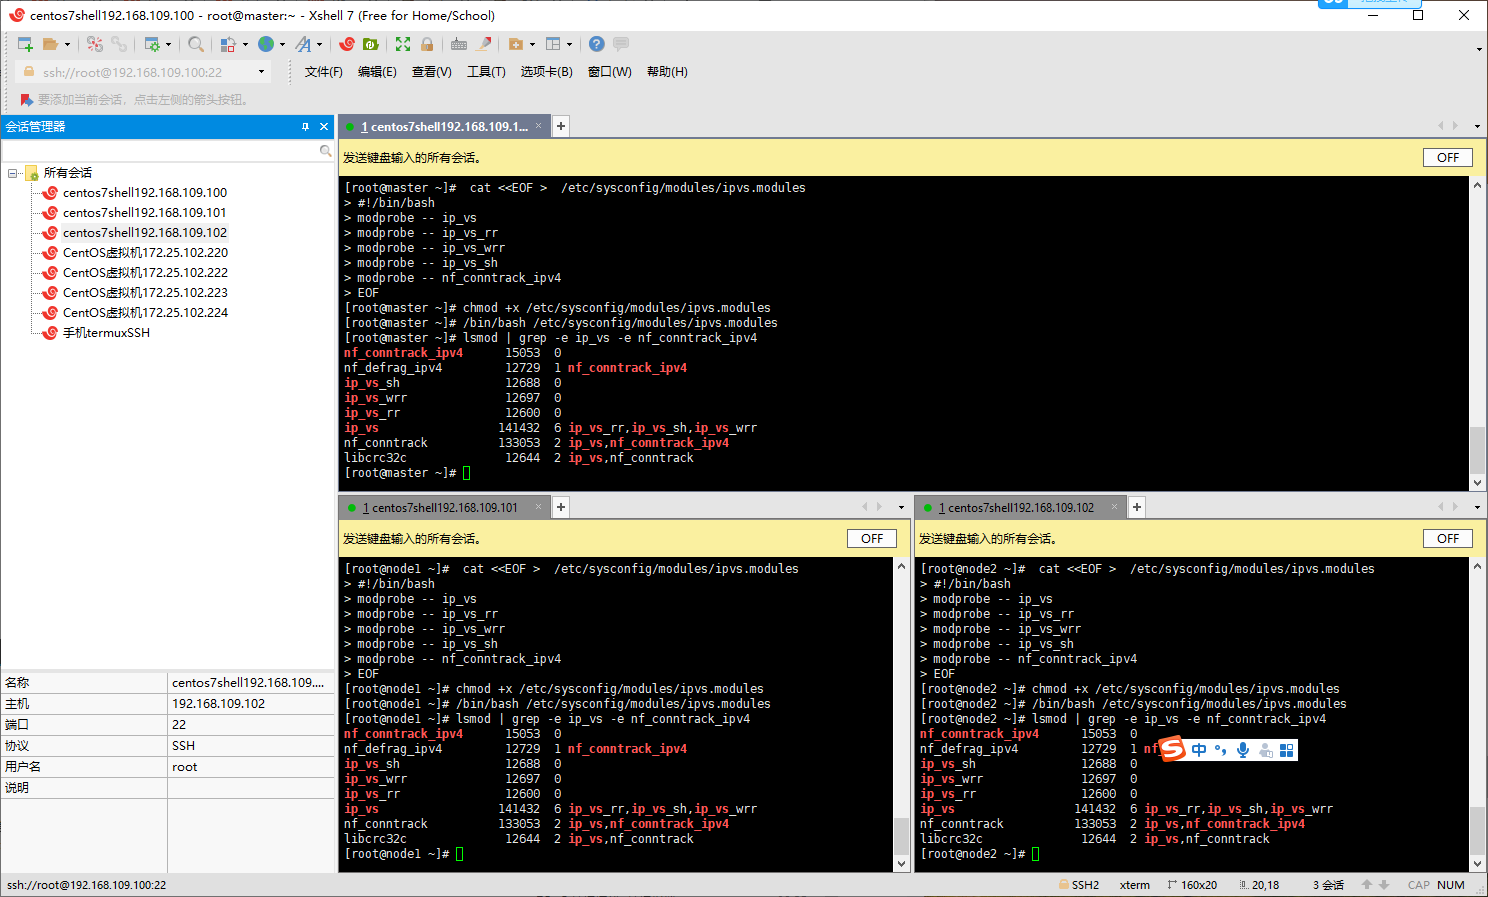 centos7shell192.168.109.100 - root@master:~ - Xshell 7 (Free for Home/School)
ssh://root@192.168.109.100:22
文件(F) 编辑(E) 查看(V) 工具(T) 选项卡(B) 窗口(W) 帮助(H)
要添加当前会话，点击左侧的箭头按钮。
会话管理器
所有会话
centos7shell192.168.109.100
centos7shell192.168.109.101
centos7shell192.168.109.102
CentOS虚拟机172.25.102.220
CentOS虚拟机172.25.102.222
CentOS虚拟机172.25.102.223
CentOS虚拟机172.25.102.224
手机termuxSSH
名称 centos7shell192.168.109....
主机 192.168.109.102
端口 22
协议 SSH
用户名 root
说明
1 centos7shell192.168.109.1...
发送键盘输入的所有会话。 OFF
[root@master ~]#  cat <<EOF >  /etc/sysconfig/modules/ipvs.modules
> #!/bin/bash
> modprobe -- ip_vs
> modprobe -- ip_vs_rr
> modprobe -- ip_vs_wrr
> modprobe -- ip_vs_sh
> modprobe -- nf_conntrack_ipv4
> EOF
[root@master ~]# chmod +x /etc/sysconfig/modules/ipvs.modules
[root@master ~]# /bin/bash /etc/sysconfig/modules/ipvs.modules
[root@master ~]# lsmod | grep -e ip_vs -e nf_conntrack_ipv4
nf_conntrack_ipv4      15053  0
nf_defrag_ipv4         12729  1 nf_conntrack_ipv4
ip_vs_sh               12688  0
ip_vs_wrr              12697  0
ip_vs_rr               12600  0
ip_vs                 141432  6 ip_vs_rr,ip_vs_sh,ip_vs_wrr
nf_conntrack          133053  2 ip_vs,nf_conntrack_ipv4
libcrc32c              12644  2 ip_vs,nf_conntrack
[root@master ~]#
1 centos7shell192.168.109.101
发送键盘输入的所有会话。 OFF
[root@node1 ~]#  cat <<EOF >  /etc/sysconfig/modules/ipvs.modules
> #!/bin/bash
> modprobe -- ip_vs
> modprobe -- ip_vs_rr
> modprobe -- ip_vs_wrr
> modprobe -- ip_vs_sh
> modprobe -- nf_conntrack_ipv4
> EOF
[root@node1 ~]# chmod +x /etc/sysconfig/modules/ipvs.modules
[root@node1 ~]# /bin/bash /etc/sysconfig/modules/ipvs.modules
[root@node1 ~]# lsmod | grep -e ip_vs -e nf_conntrack_ipv4
nf_conntrack_ipv4      15053  0
nf_defrag_ipv4         12729  1 nf_conntrack_ipv4
ip_vs_sh               12688  0
ip_vs_wrr              12697  0
ip_vs_rr               12600  0
ip_vs                 141432  6 ip_vs_rr,ip_vs_sh,ip_vs_wrr
nf_conntrack          133053  2 ip_vs,nf_conntrack_ipv4
libcrc32c              12644  2 ip_vs,nf_conntrack
[root@node1 ~]#
1 centos7shell192.168.109.102
发送键盘输入的所有会话。 OFF
[root@node2 ~]#  cat <<EOF >  /etc/sysconfig/modules/ipvs.modules
> #!/bin/bash
> modprobe -- ip_vs
> modprobe -- ip_vs_rr
> modprobe -- ip_vs_wrr
> modprobe -- ip_vs_sh
> modprobe -- nf_conntrack_ipv4
> EOF
[root@node2 ~]# chmod +x /etc/sysconfig/modules/ipvs.modules
[root@node2 ~]# /bin/bash /etc/sysconfig/modules/ipvs.modules
[root@node2 ~]# lsmod | grep -e ip_vs -e nf_conntrack_ipv4
nf_conntrack_ipv4      15053  0
nf_defrag_ipv4         12729  1 nf
S 中
ip_vs_sh               12688  0
ip_vs_wrr              12697  0
ip_vs_rr               12600  0
ip_vs                 141432  6 ip_vs_rr,ip_vs_sh,ip_vs_wrr
nf_conntrack          133053  2 ip_vs,nf_conntrack_ipv4
libcrc32c              12644  2 ip_vs,nf_conntrack
[root@node2 ~]#
ssh://root@192.168.109.100:22 SSH2 xterm 160x20 20,18 3 会话 CAP NUM